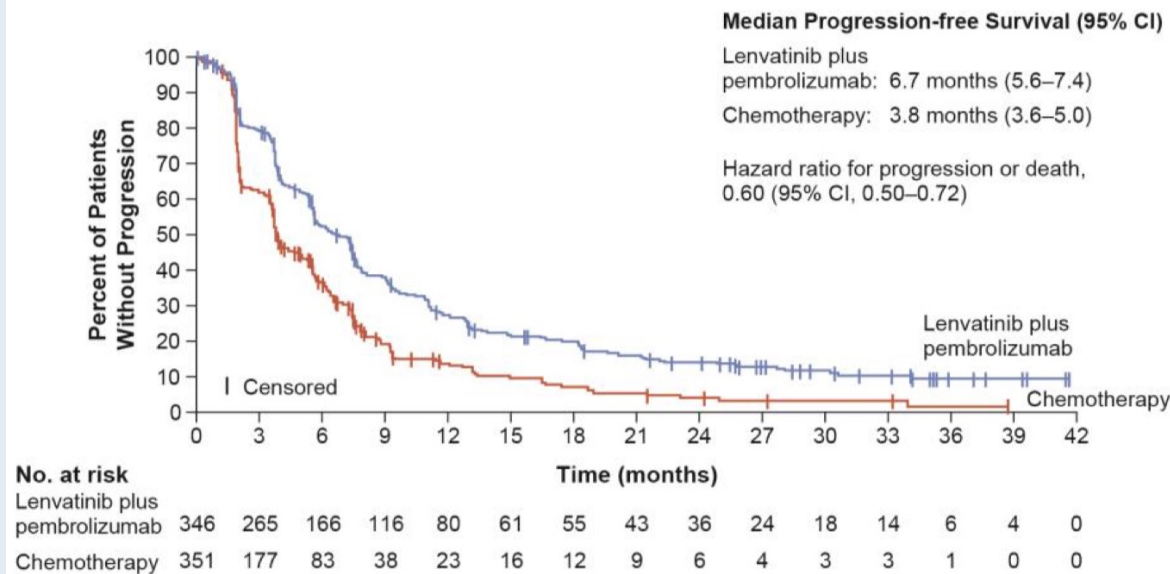 Median Progression-free Survival (95% CI)
Lenvatinib plus
pembrolizumab: 6.7 months (5.6–7.4)
Chemotherapy: 3.8 months (3.6–5.0)
Hazard ratio for progression or death,
0.60 (95% CI, 0.50–0.72)
Percent of Patients
Without Progression
100
90
80
70
60
50
40
30
20
10
0
Censored
Lenvatinib plus
pembrolizumab
Chemotherapy
0 3 6 9 12 15 18 21 24 27 30 33 36 39 42
Time (months)
No. at risk
Lenvatinib plus
pembrolizumab 346 265 166 116 80 61 55 43 36 24 18 14 6 4 0
Chemotherapy 351 177 83 38 23 16 12 9 6 4 3 3 1 0 0